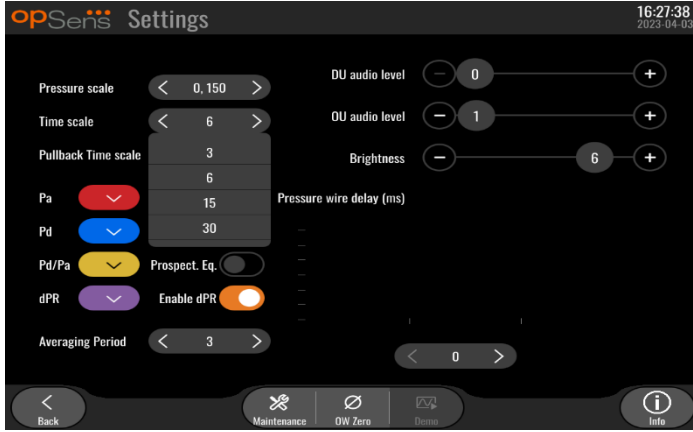 opSens Settings
16:27:38
2023-04-03
Pressure scale
0, 150
DU audio level
0
Time scale
6
OU audio level
1
Pullback Time scale
3
6
15
30
Brightness
6
Pa
Pressure wire delay (ms)
Pd
Pd/Pa
Prospect. Eq.
dPR
Enable dPR
Averaging Period
3
0
Back
Maintenance
OW Zero
Demo
Info